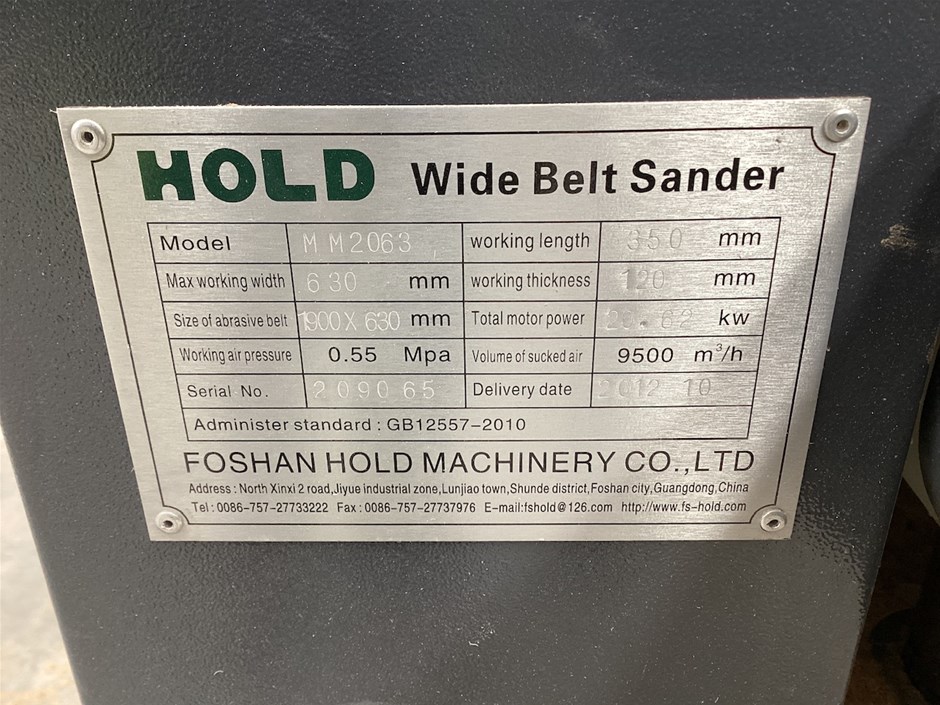 HOLD Wide Belt Sander
Model MM2063 working length 350 mm
Max working width 630 mm working thickness 120 mm
Size of abrasive belt 1900X630 mm Total motor power kw
Working air pressure 0.55 Mpa Volume of sucked air 9500 m³/h
Serial No. 209065 Delivery date 2012 10
Administer standard : GB12557-2010
FOSHAN HOLD MACHINERY CO.,LTD
Address : North Xinxi 2 road,Jiyue industrial zone,Lunjiao town,Shunde district,Foshan city,Guangdong,China
Tel : 0086-757-27733222 Fax : 0086-757-27737976 E-mail:fshold@126.com http://www.fs-hold.com